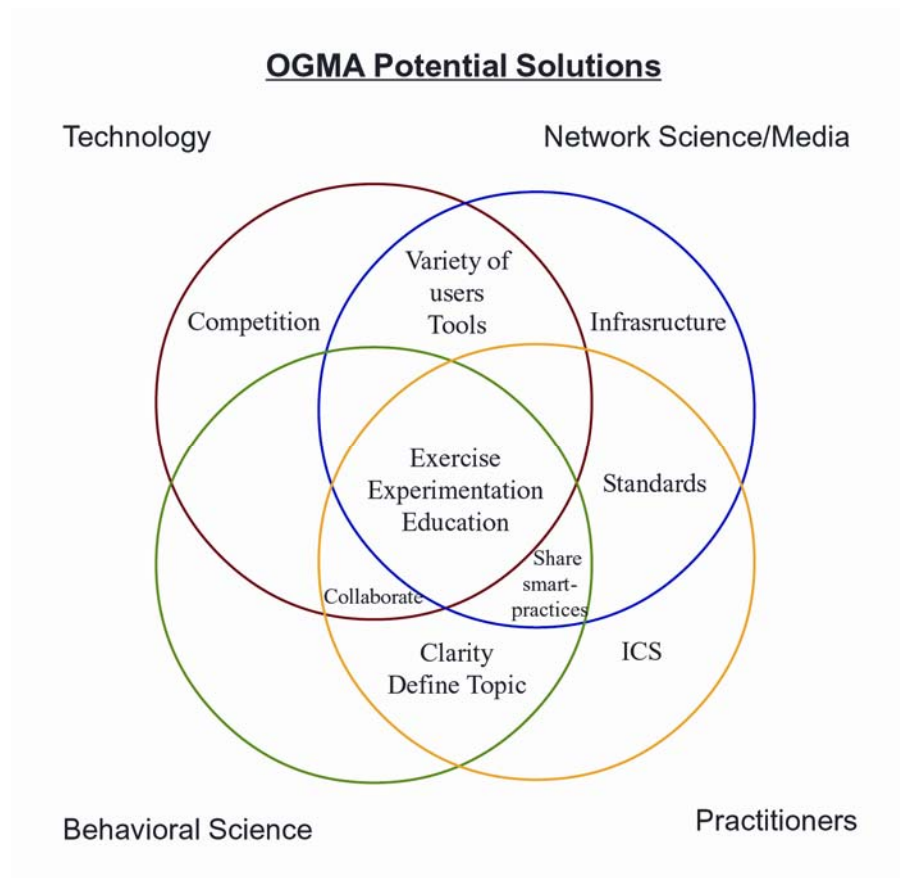 OGMA Potential Solutions
Technology
Network Science/Media
Variety of
users
Tools
Competition
Infrasructure
Exercise
Experimentation
Education
Standards
Share
smart-
practices
Collaborate
Clarity
Define Topic
ICS
Behavioral Science
Practitioners